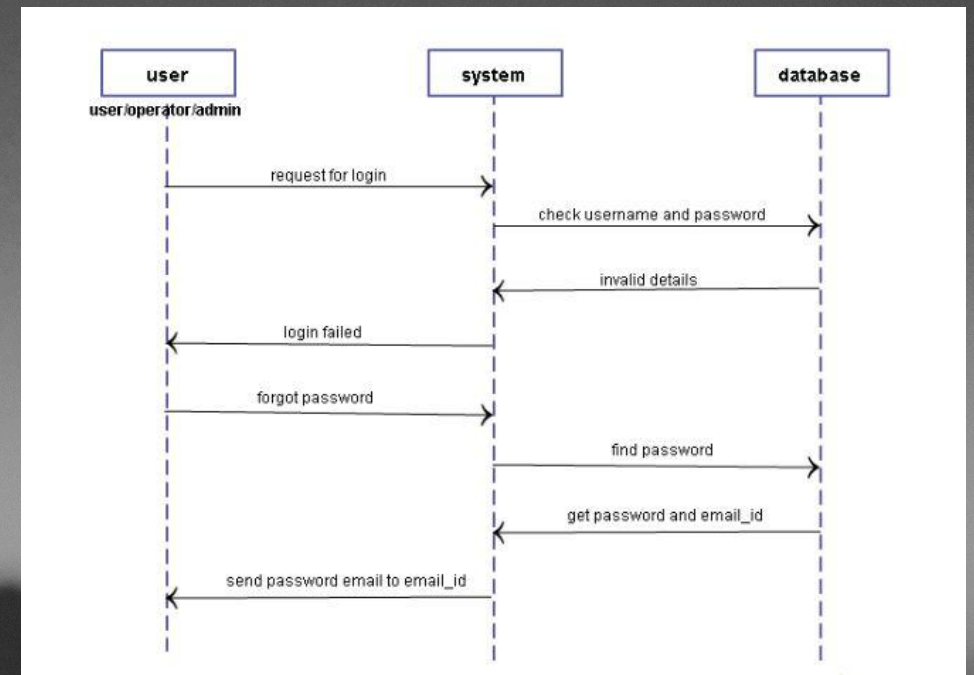 user
system
database
user/operator/admin
request for login
check username and password
invalid details
login failed
forgot password
find password
get password and email_id
send password email to email_id